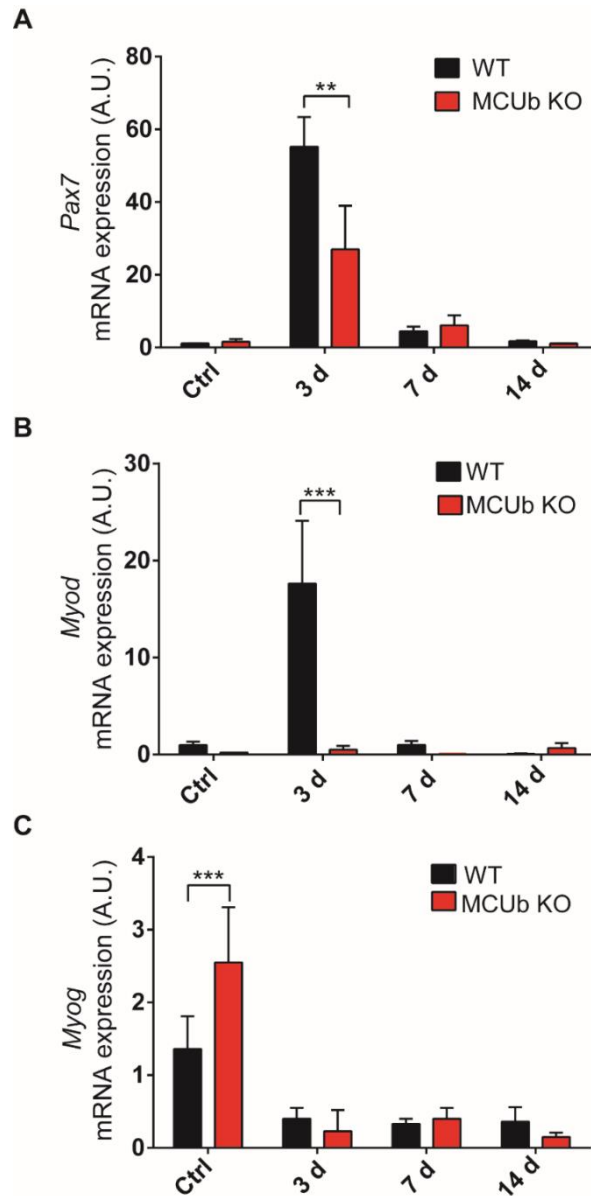 A
80
60
40
20
0
Pax7
mRNA expression (A.U.)
WT
MCUb KO
**
Ctrl
3 d
7 d
14 d
B
30
20
10
0
Myod
mRNA expression (A.U.)
WT
MCUb KO
***
Ctrl
3 d
7 d
14 d
C
4
3
2
1
0
Myog
mRNA expression (A.U.)
WT
MCUb KO
***
Ctrl
3 d
7 d
14 d